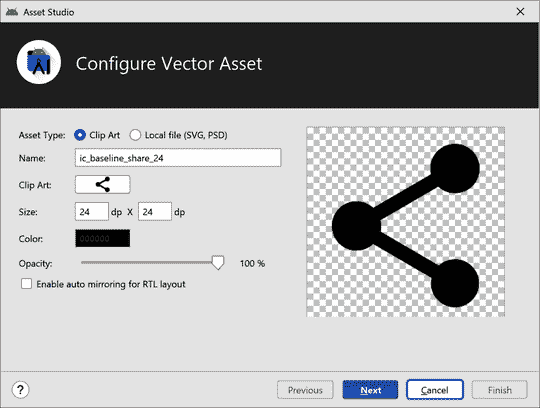 Asset Studio
Configure Vector Asset
Asset Type: Clip Art Local file (SVG, PSD)
Name: ic_baseline_share_24
Clip Art:
Size: 24 dp X 24 dp
Color: 000000
Opacity: 100 %
Enable auto mirroring for RTL layout
? Previous Next Cancel Finish